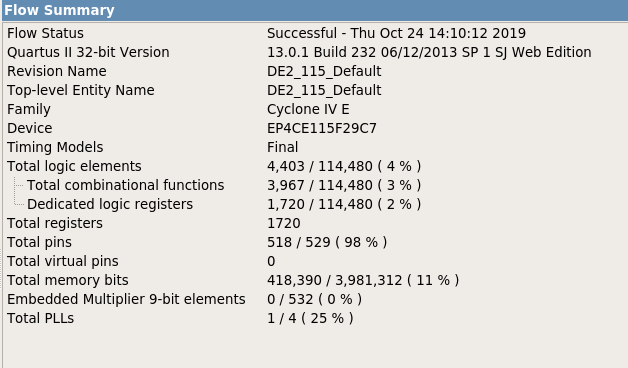 Flow Summary
Flow Status Successful - Thu Oct 24 14:10:12 2019
Quartus II 32-bit Version 13.0.1 Build 232 06/12/2013 SP 1 SJ Web Edition
Revision Name DE2_115_Default
Top-level Entity Name DE2_115_Default
Family Cyclone IV E
Device EP4CE115F29C7
Timing Models Final
Total logic elements 4,403 / 114,480 ( 4 % )
Total combinational functions 3,967 / 114,480 ( 3 % )
Dedicated logic registers 1,720 / 114,480 ( 2 % )
Total registers 1720
Total pins 518 / 529 ( 98 % )
Total virtual pins 0
Total memory bits 418,390 / 3,981,312 ( 11 % )
Embedded Multiplier 9-bit elements 0 / 532 ( 0 % )
Total PLLs 1 / 4 ( 25 % )